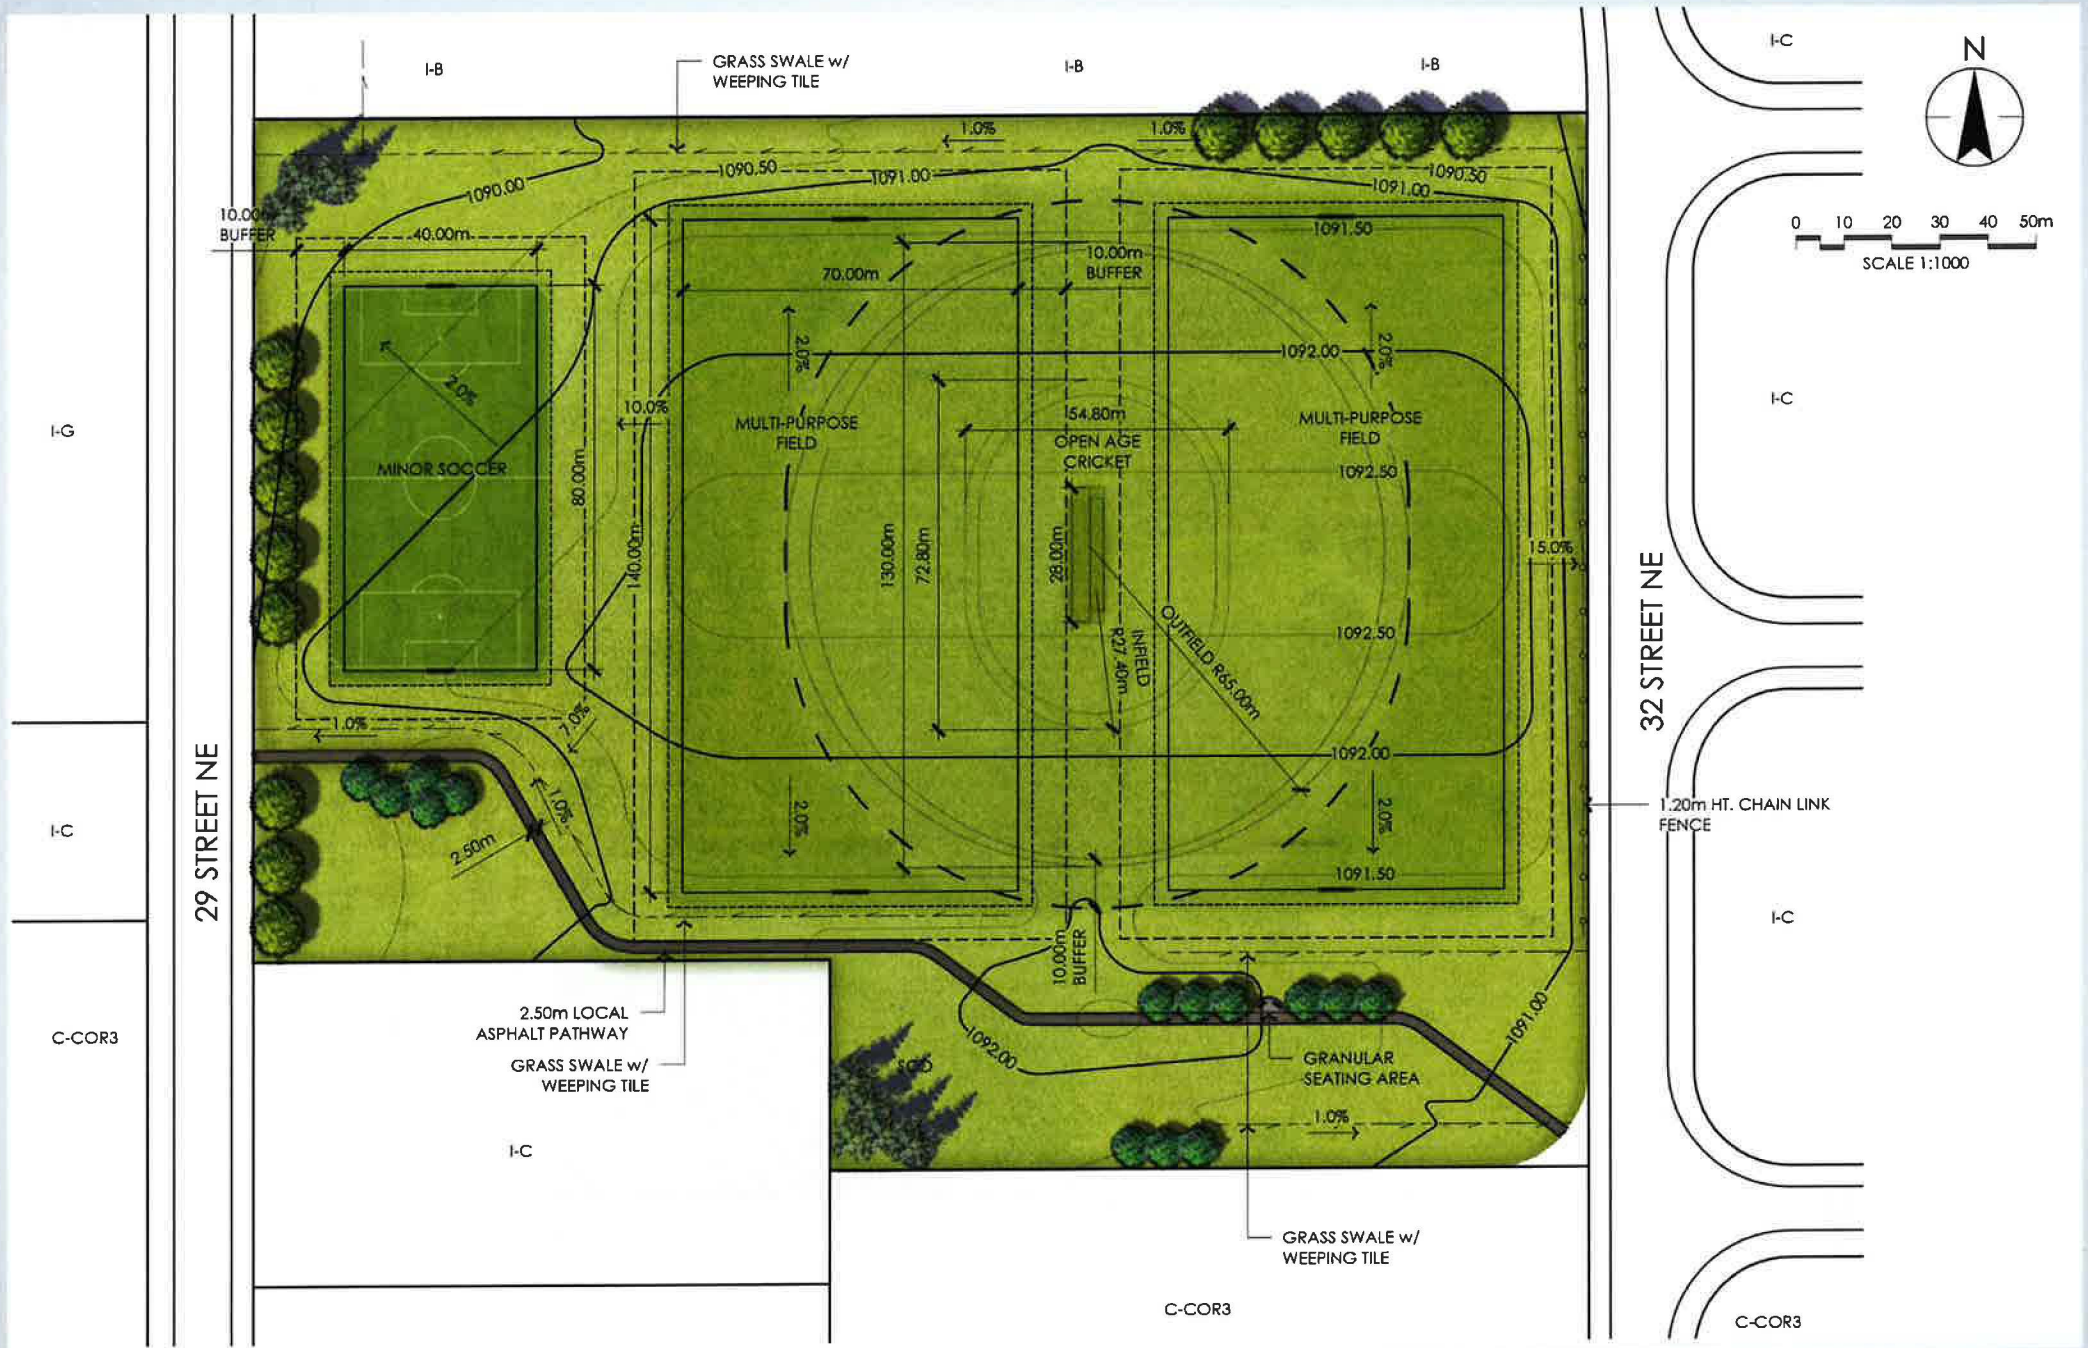 I-B
I-B
I-B
I-C
N
GRASS SWALE w/
WEEPING TILE
1.0%
1.0%
1090.00
1090.50
1091.00
1091.00
1090.50
10.00m
BUFFER
40.00m
0 10 20 30 40 50m
SCALE 1:1000
1091.50
10.00m
BUFFER
70.00m
2.0%
2.0%
1092.00
2.0%
10.0%
54.80m
OPEN AGE
CRICKET
MULTI-PURPOSE
FIELD
MULTI-PURPOSE
FIELD
I-G
I-C
MINOR SOCCER
80.00m
1092.50
140.00m
130.00m
72.80m
28.00m
15.0%
INFIELD
R27.40m
OUTFIELD R65.00m
1092.50
32 STREET NE
1.0%
7.0%
1092.00
29 STREET NE
1.0%
2.50m
2.0%
2.0%
1.20m HT. CHAIN LINK
FENCE
I-C
1091.50
I-C
10.00m
BUFFER
2.50m LOCAL
ASPHALT PATHWAY
GRASS SWALE w/
WEEPING TILE
C-COR3
1092.00
SOD
1091.00
GRANULAR
SEATING AREA
1.0%
I-C
GRASS SWALE w/
WEEPING TILE
C-COR3
C-COR3